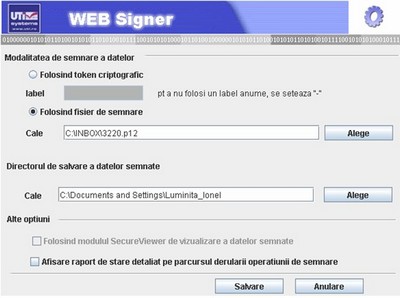 UTi
systems
www.uti.ro
WEB Signer
Modalitatea de semnare a datelor
Folosind token criptografic
label
pt a nu folosi un label anume, se seteaza "-"
Folosind fisier de semnare
Cale
C:\INBOX\3220.p12
Alege
Directorul de salvare a datelor semnate
Cale
C:\Documents and Settings\Luminita_Ionel
Alege
Alte optiuni
Folosind modulul SecureViewer de vizualizare a datelor semnate
Afisare raport de stare detaliat pe parcursul derularii operatiunii de semnare
Salvare
Anulare